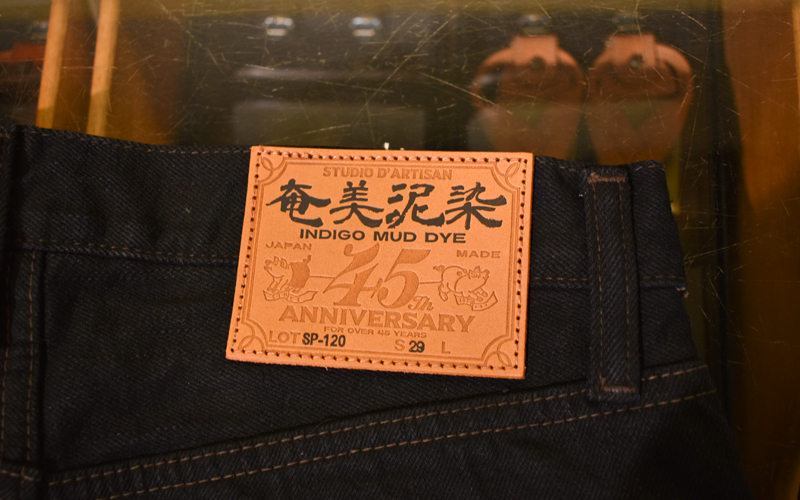 STUDIO D'ARTISAN
奄美泥染
INDIGO MUD DYE
JAPAN MADE
45Th
ANNIVERSARY
FOR OVER 45 YEARS
LOT SP-120 S 29 L